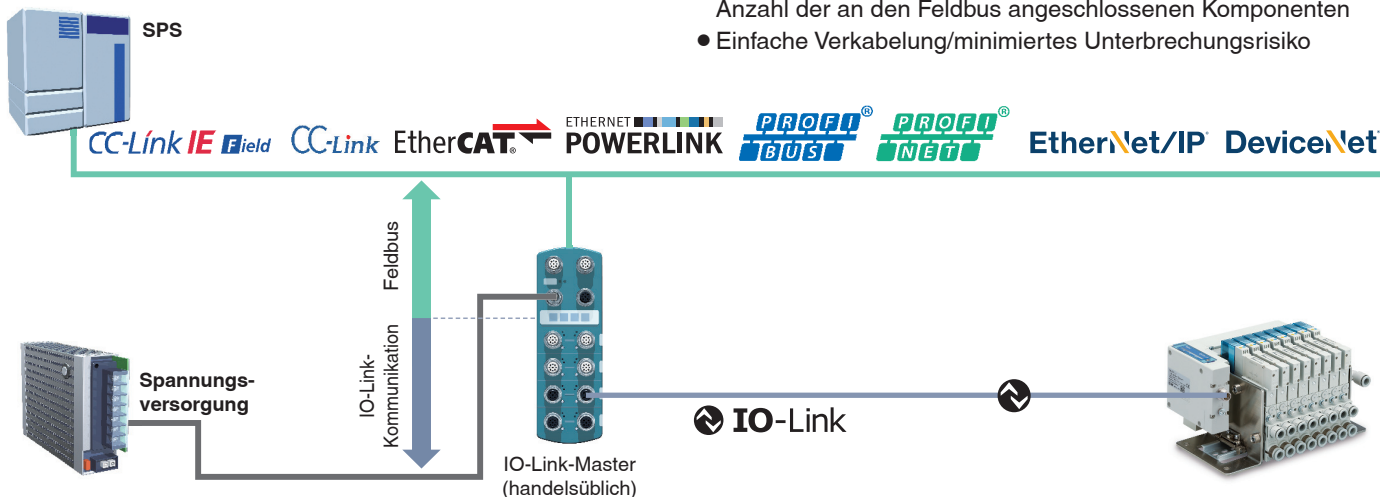 Anzahl der an den Feldbus angeschlossenen Komponenten
● Einfache Verkabelung/minimiertes Unterbrechungsrisiko
SPS
CC-Link IE Field
CC-Link
EtherCAT®
ETHERNET
POWERLINK
PROFI®
BUS
PROFI®
NET
EtherNet/IP
DeviceNet
Feldbus
IO-Link-
Kommunikation
Spannungs-
versorgung
IO-Link
IO-Link-Master
(handelsüblich)